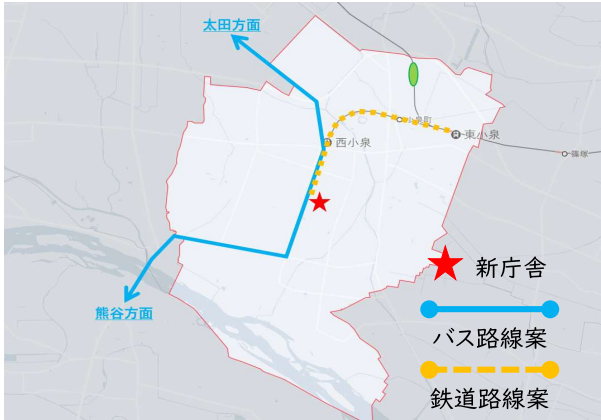 太田方面
西小泉
小泉町
東小泉
篠塚
熊谷方面
新庁舎
バス路線案
鉄道路線案